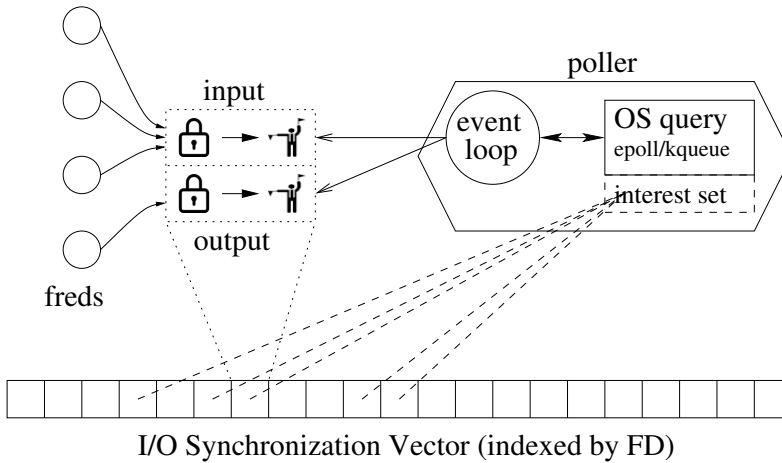 poller
input
event
loop
OS query
epoll/kqueue
interest set
output
freds
I/O Synchronization Vector (indexed by FD)